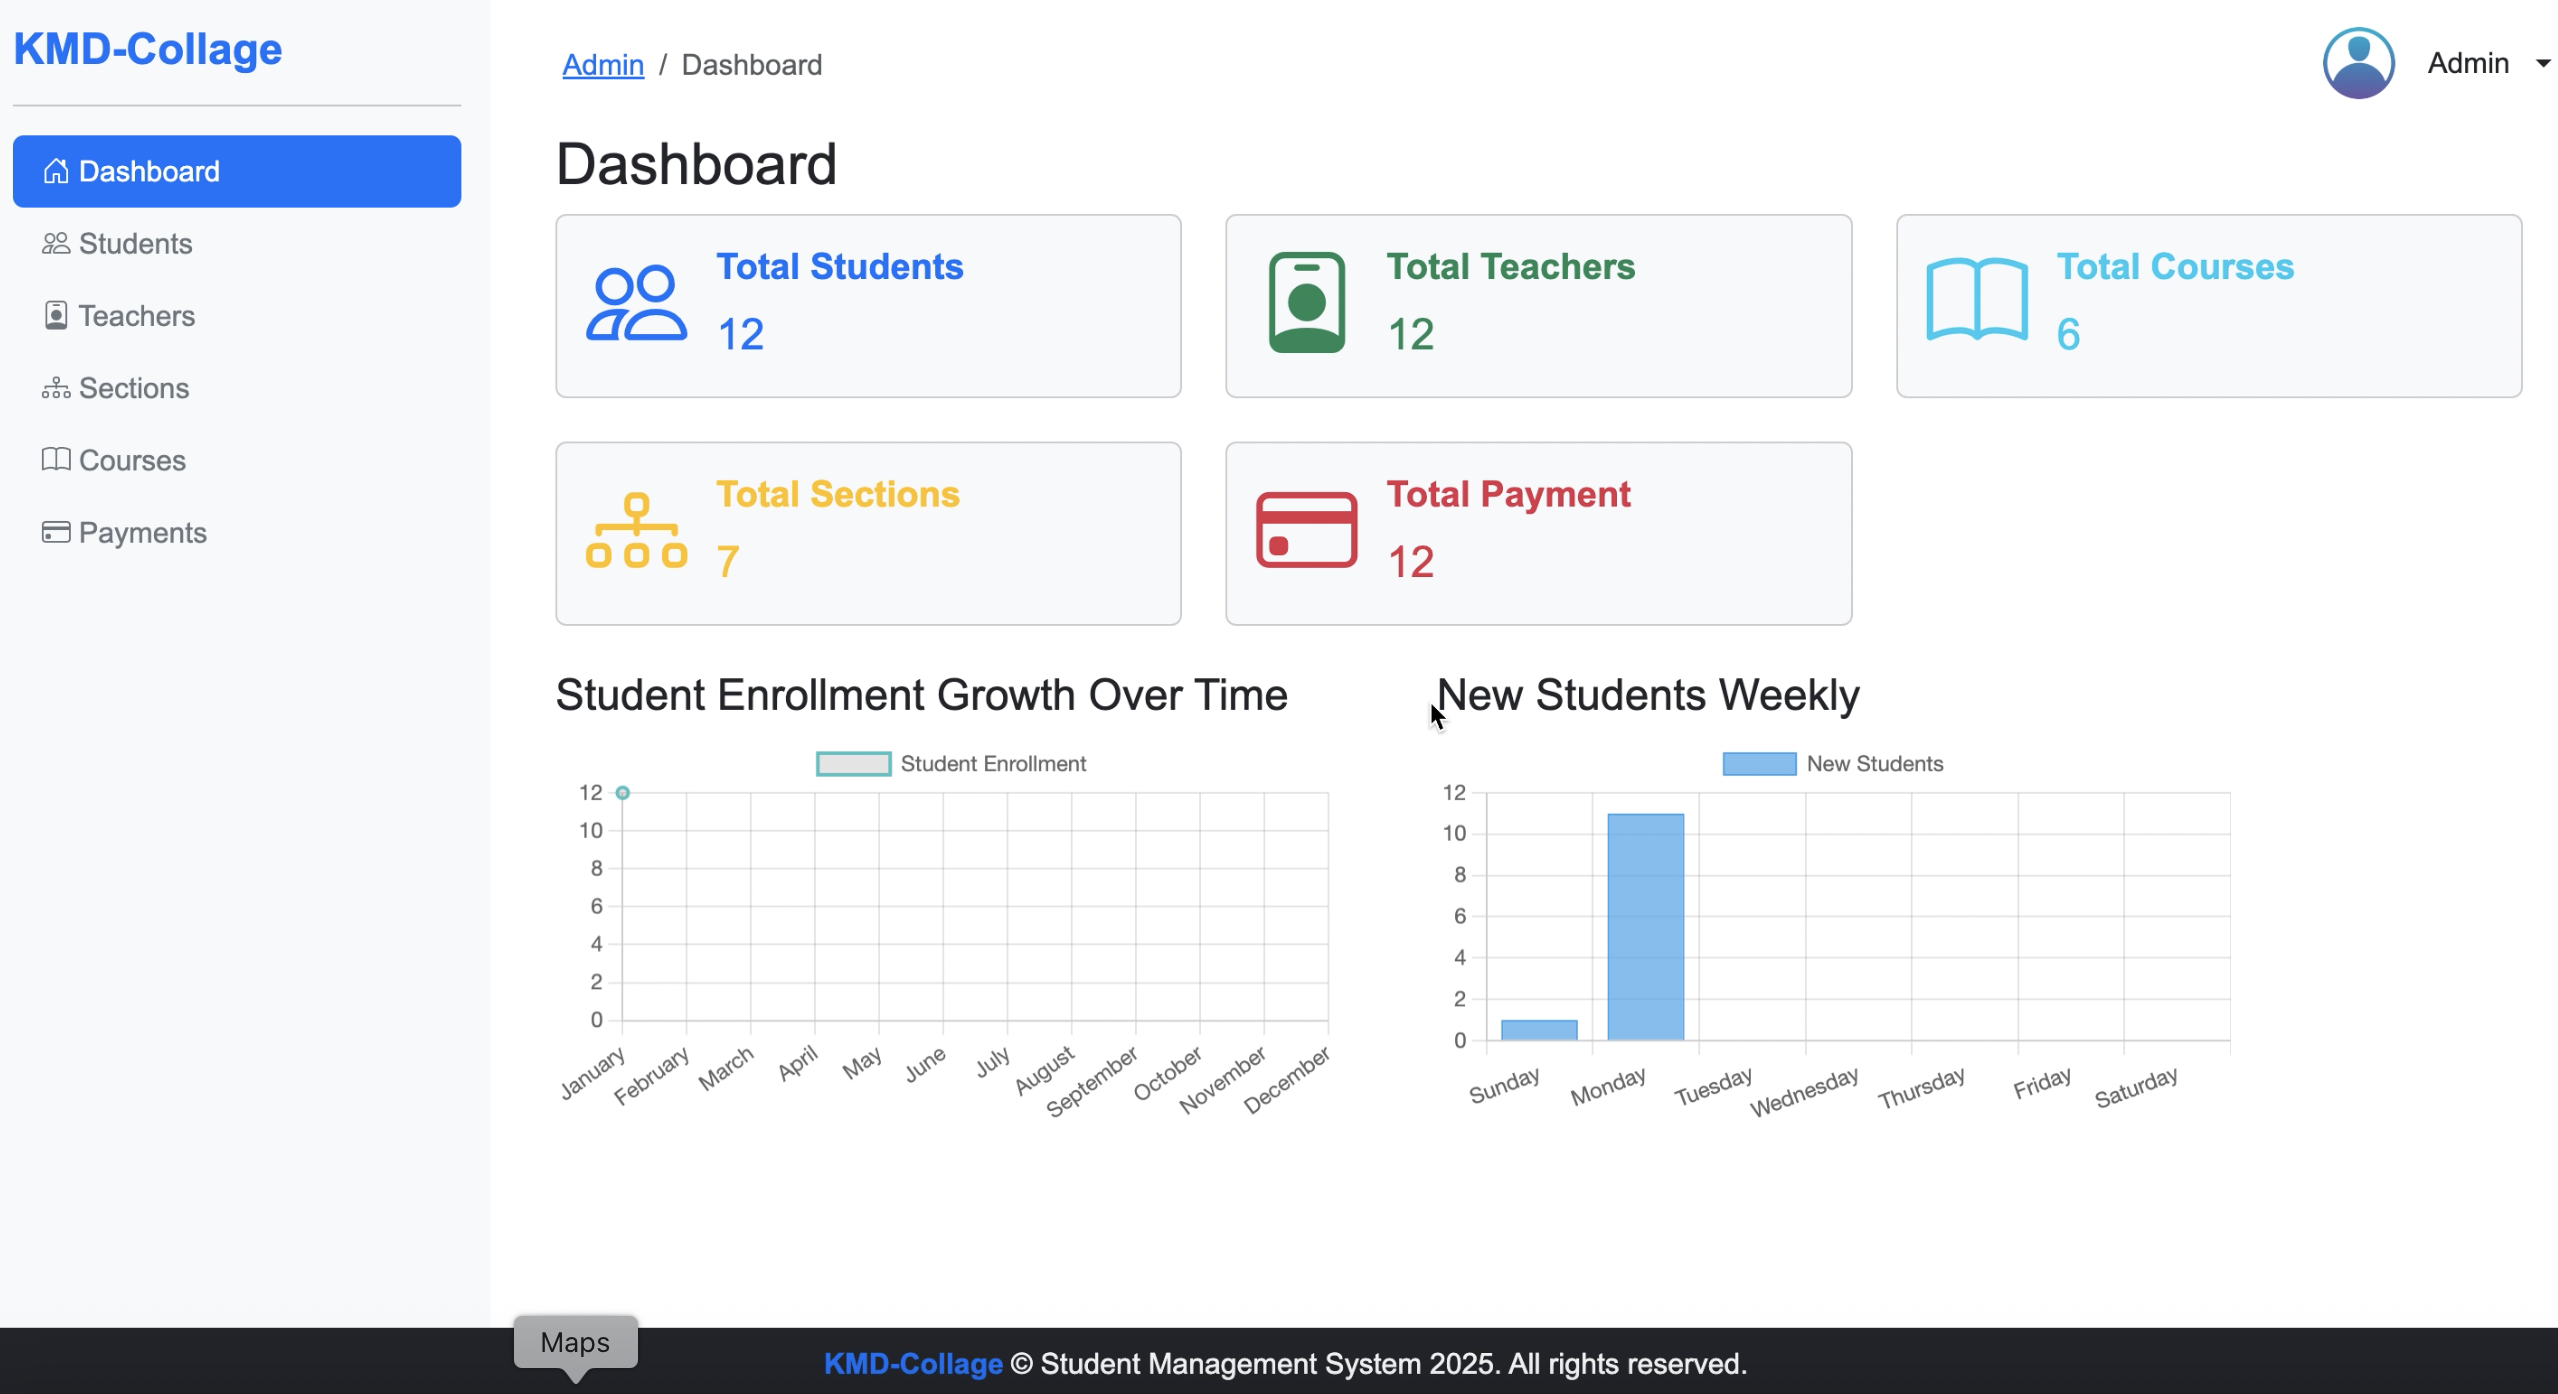 KMD-Collage
Admin / Dashboard
Admin
Dashboard
Students
Teachers
Sections
Courses
Payments
Dashboard
Total Students
12
Total Teachers
12
Total Courses
6
Total Sections
7
Total Payment
12
Student Enrollment Growth Over Time
Student Enrollment
12
10
8
6
4
2
0
January February March April May June July August September October November December
New Students Weekly
New Students
12
10
8
6
4
2
0
Sunday Monday Tuesday Wednesday Thursday Friday Saturday
Maps
KMD-Collage © Student Management System 2025. All rights reserved.